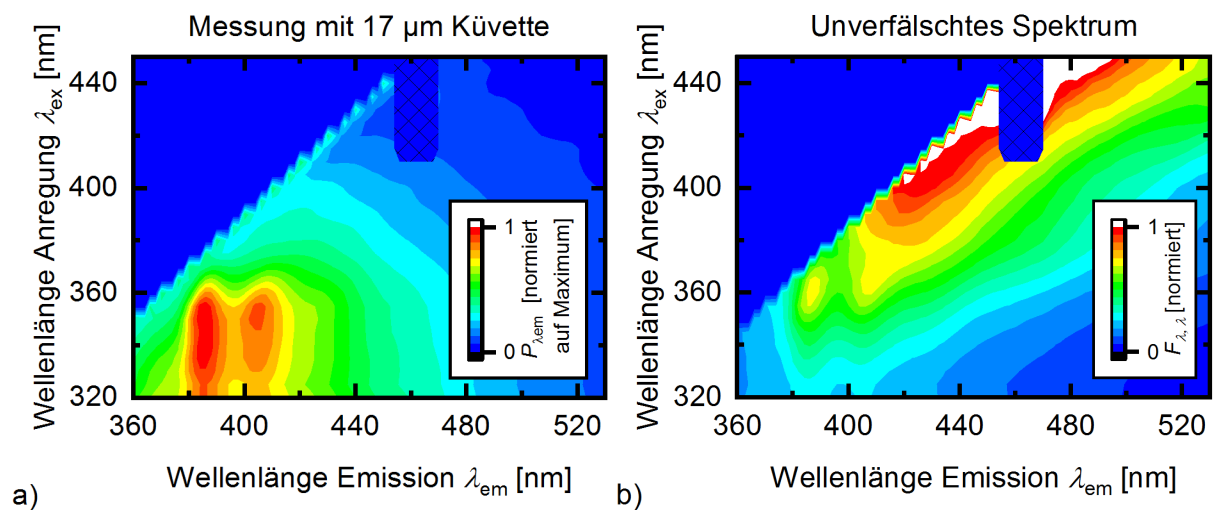 Messung mit 17 µm Küvette
Wellenlänge Anregung λex [nm]
440
400
360
320
360 400 440 480 520
Wellenlänge Emission λem [nm]
1
0
Pλem [normiert
auf Maximum]
a)
Unverfälschtes Spektrum
Wellenlänge Anregung λex [nm]
440
400
360
320
360 400 440 480 520
Wellenlänge Emission λem [nm]
1
0
Fλ, λ [normiert]
b)